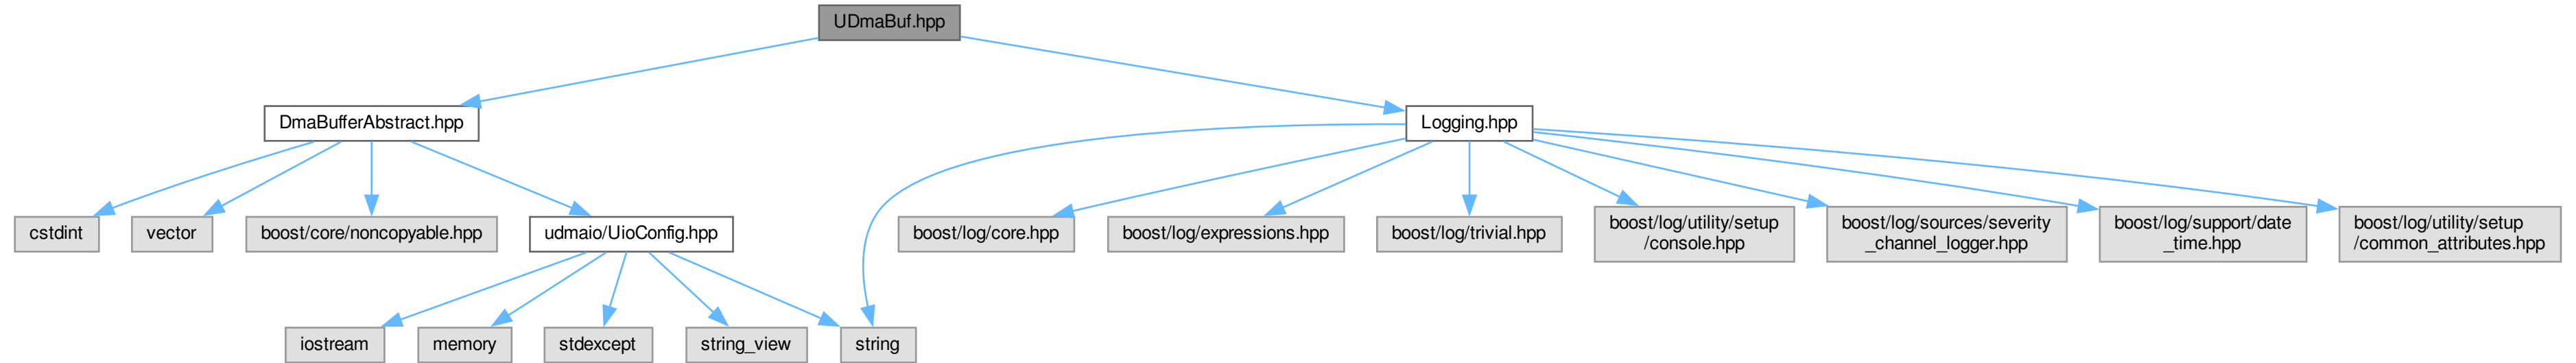 UDmaBuf.hpp
DmaBufferAbstract.hpp
Logging.hpp
cstdint
vector
boost/core/noncopyable.hpp
udmaio/UioConfig.hpp
boost/log/core.hpp
boost/log/expressions.hpp
boost/log/trivial.hpp
boost/log/utility/setup
/console.hpp
boost/log/sources/severity
_channel_logger.hpp
boost/log/support/date
_time.hpp
boost/log/utility/setup
/common_attributes.hpp
iostream
memory
stdexcept
string_view
string